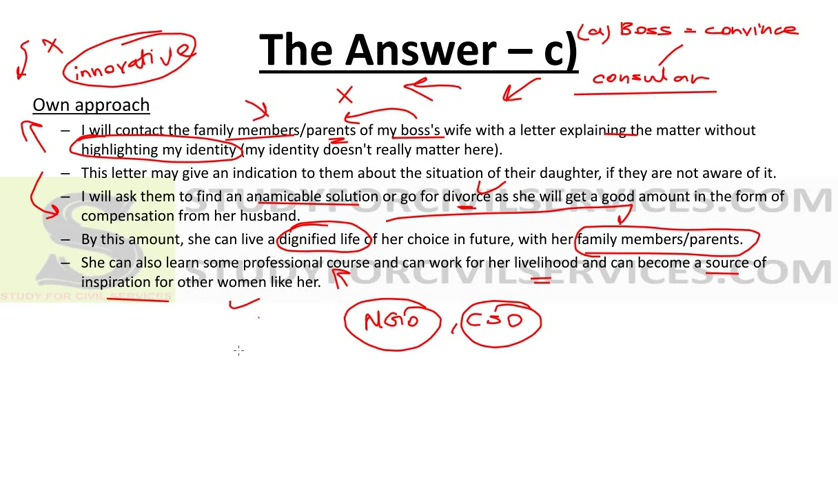 x
innovative
The Answer – c)
(a) Boss = convince
consular
Own approach
x
– I will contact the family members/parents of my boss's wife with a letter explaining the matter without
highlighting my identity (my identity doesn't really matter here).
– This letter may give an indication to them about the situation of their daughter, if they are not aware of it.
– I will ask them to find an anamicable solution or go for divorce as she will get a good amount in the form of
compensation from her husband.
– By this amount, she can live a dignified life of her choice in future, with her family members/parents.
– She can also learn some professional course and can work for her livelihood and can become a source of
inspiration for other women like her.
STUDYFORCIVILSERVICES.COM
STUDYFORCIVILSERVICES.COM
STUDY FOR CIVIL SERVICES
NGO , CSO